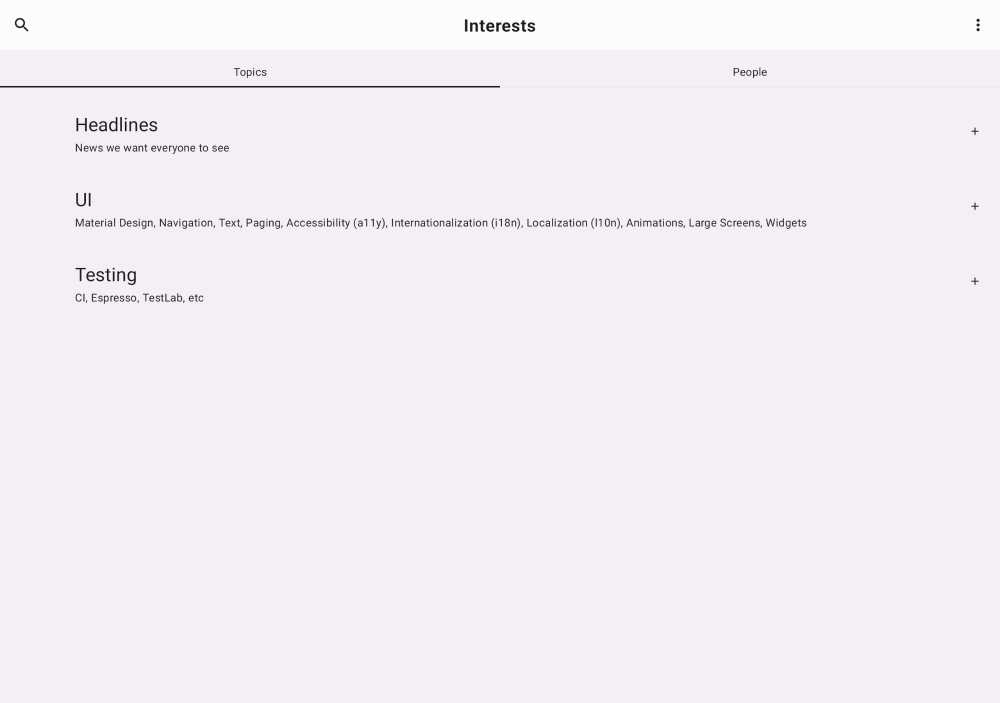 Interests
Topics
People
Headlines
News we want everyone to see
UI
Material Design, Navigation, Text, Paging, Accessibility (a11y), Internationalization (i18n), Localization (l10n), Animations, Large Screens, Widgets
Testing
CI, Espresso, TestLab, etc